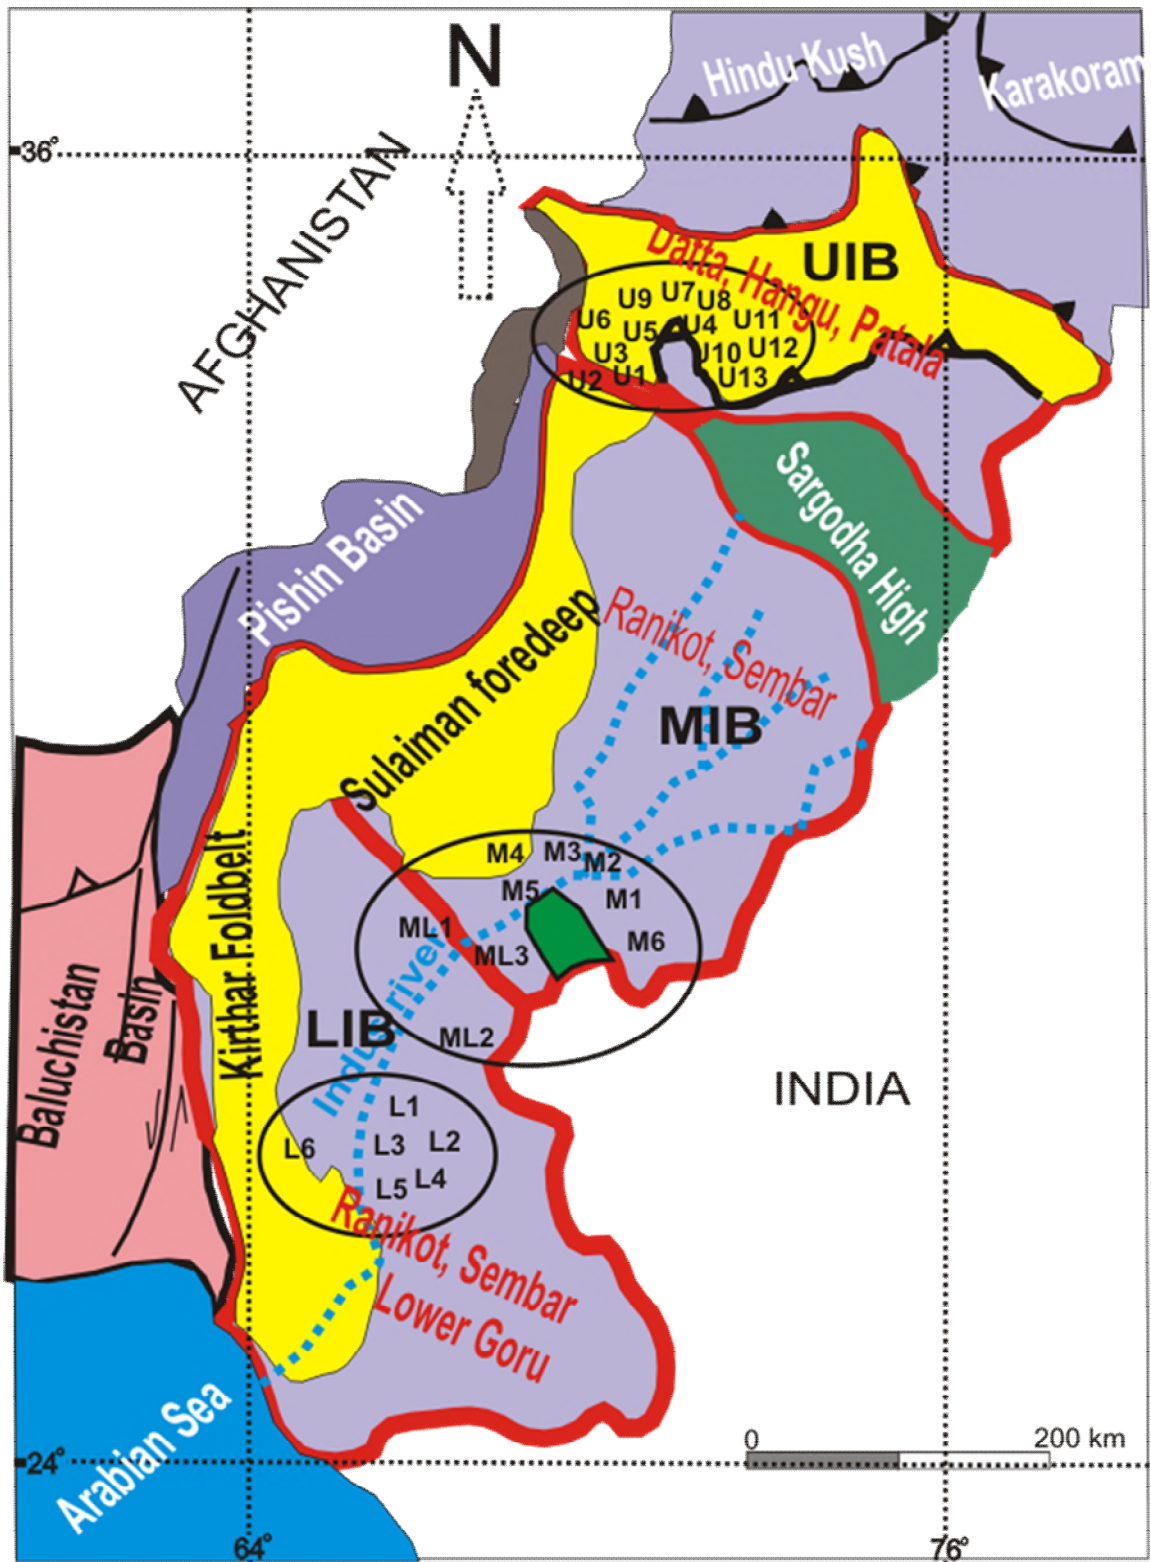 N
Hindu Kush
Karakoram
36°
AFGHANISTAN
UIB
Datta, Hangu, Patala
U9
U7
U8
U6
U5
U4
U11
U3
U10
U12
U2
U1
U13
Sargodha High
Pishin Basin
Sulaiman foredeep
Ranikot, Sembar
MIB
Kirthar Foldbelt
M4
M3
M2
M5
M1
ML1
ML3
M6
LIB
Indus river
ML2
INDIA
Baluchistan
Basin
L1
L6
L3
L2
L5
L4
Ranikot, Sembar
Lower Goru
Arabian Sea
0
200 km
24°
64°
76°